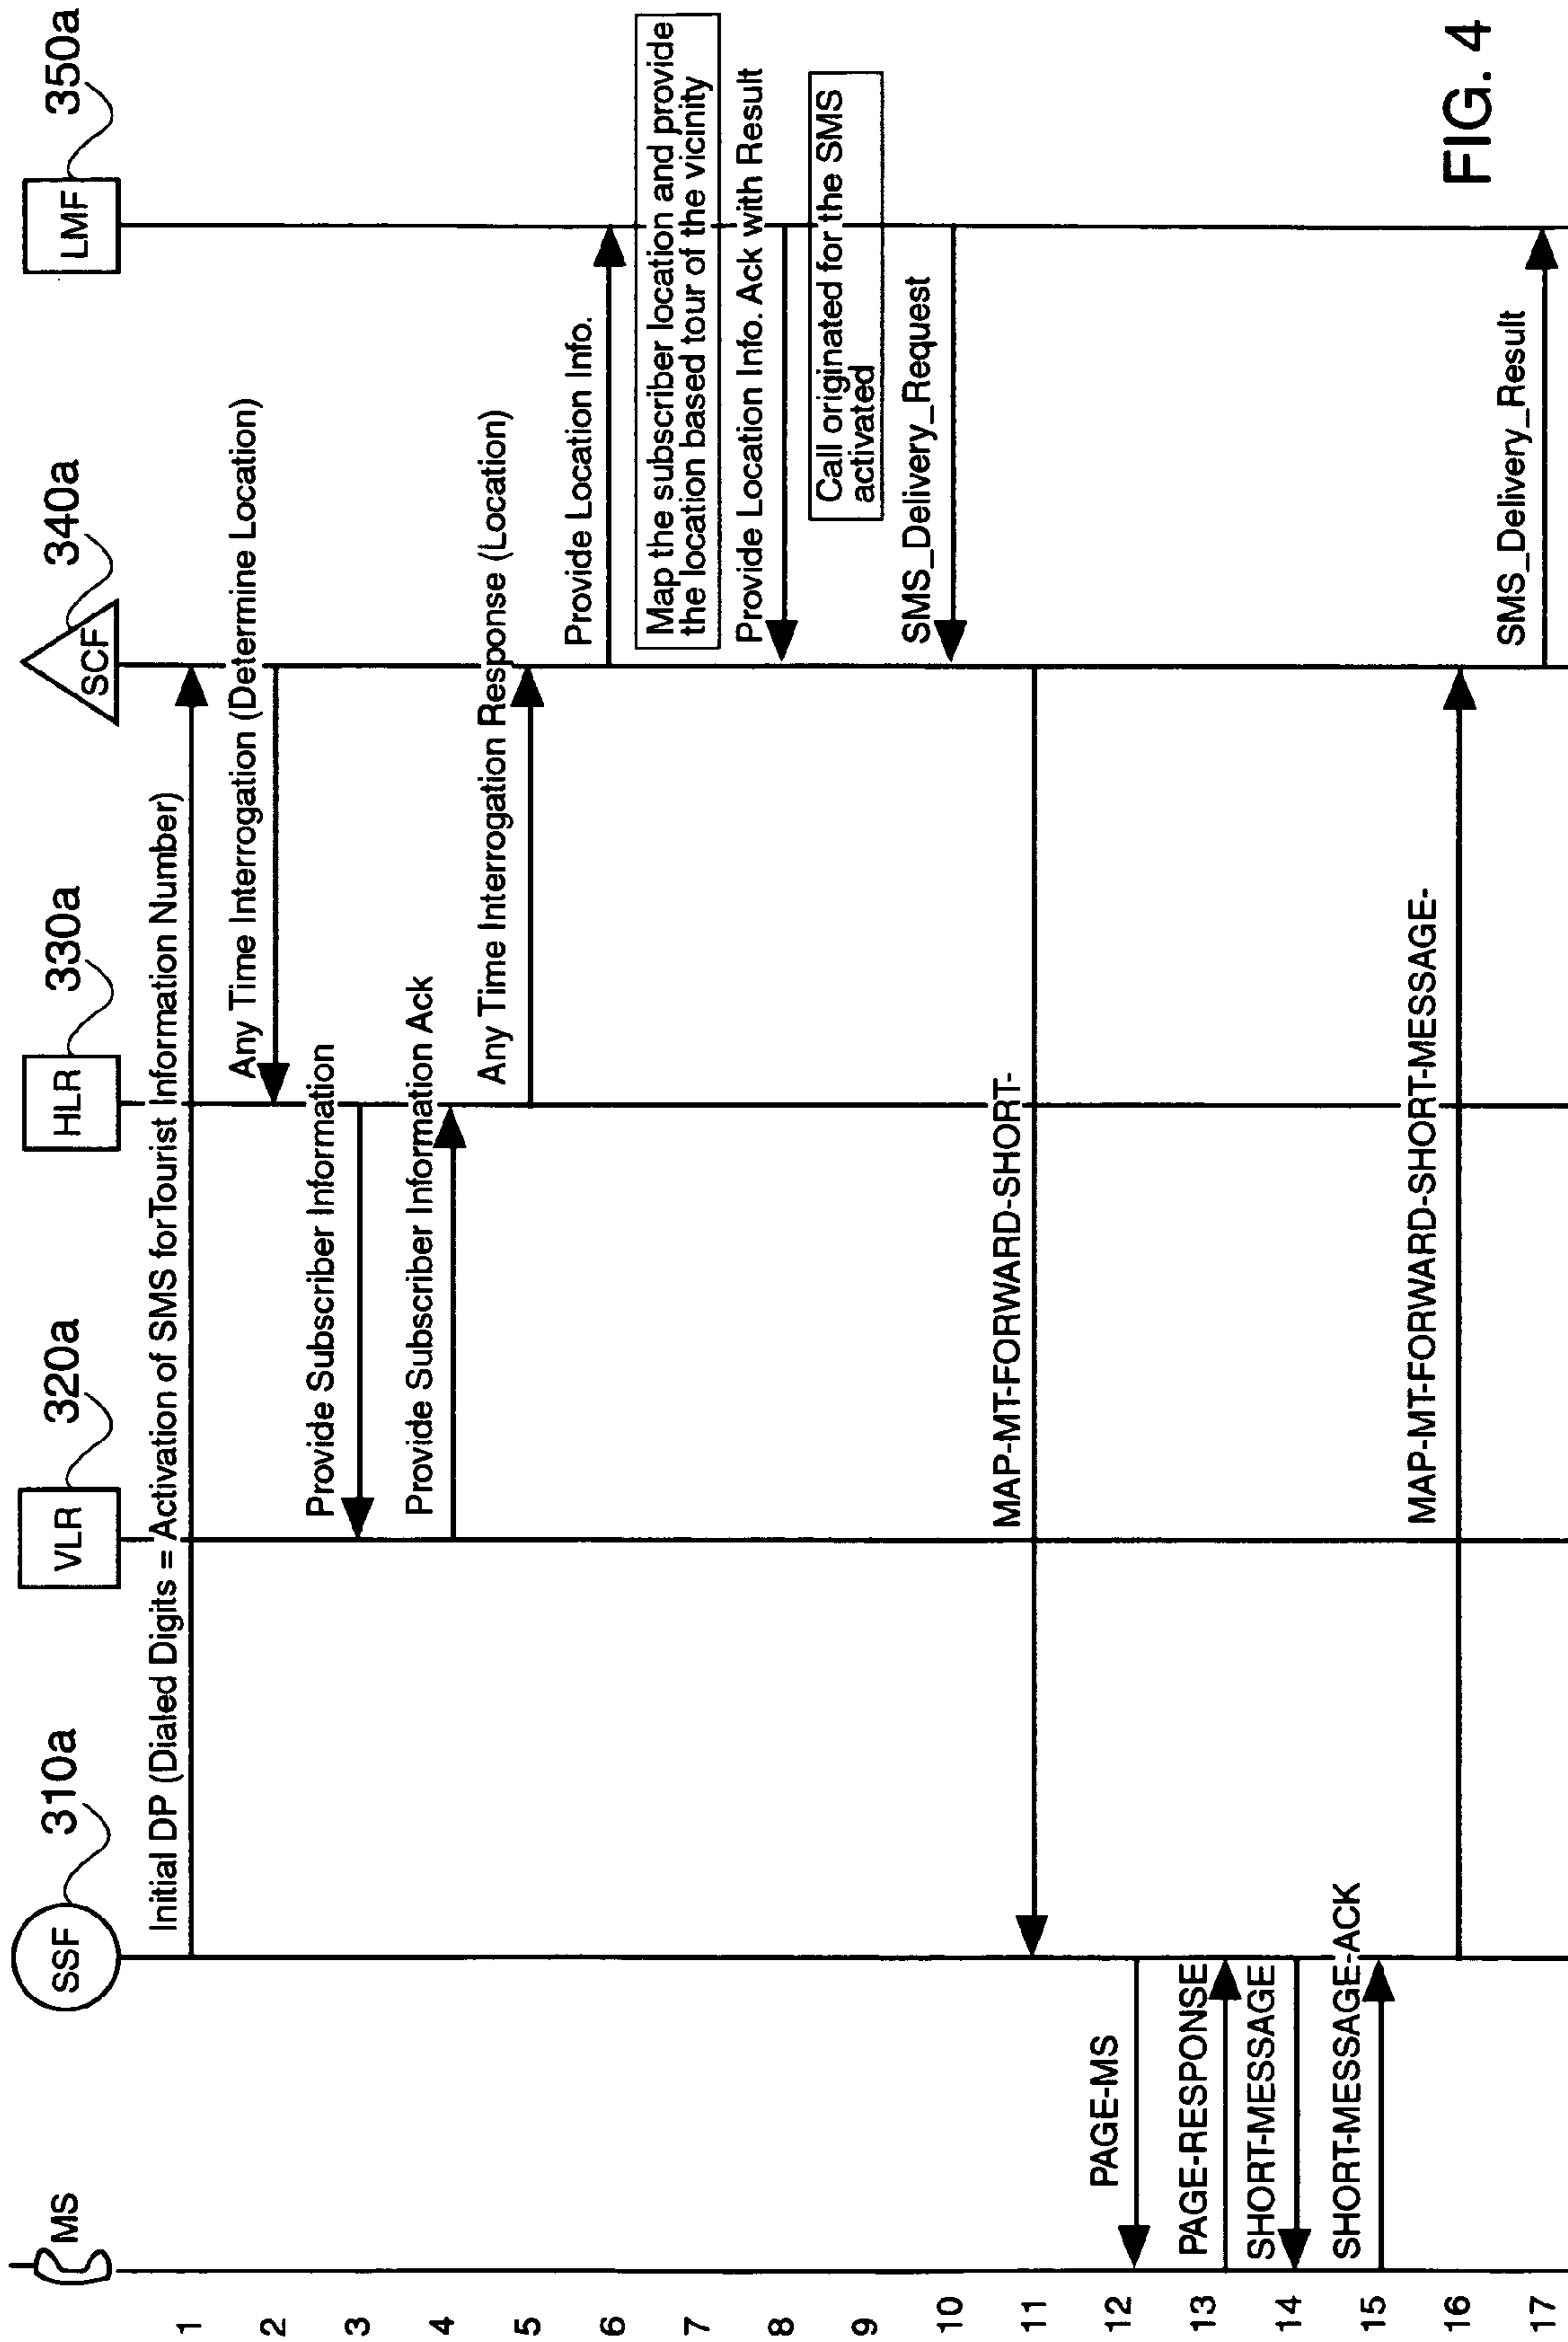 MS
SSF
310a
VLR
320a
HLR
330a
SCF
340a
LMF
350a
1
Initial DP (Dialed Digits = Activation of SMS for Tourist Information Number)
2
Any Time Interrogation (Determine Location)
3
Provide Subscriber Information
4
Provide Subscriber Information Ack
5
Any Time Interrogation Response (Location)
6
Provide Location Info.
7
Map the subscriber location and provide
the location based tour of the vicinity
8
Provide Location Info. Ack with Result
9
Call originated for the SMS
activated
10
SMS_Delivery_Request
11
MAP-MT-FORWARD-SHORT-
12
PAGE-MS
13
PAGE-RESPONSE
14
SHORT-MESSAGE
15
SHORT-MESSAGE-ACK
16
MAP-MT-FORWARD-SHORT-MESSAGE-
17
SMS_Delivery_Result
FIG. 4